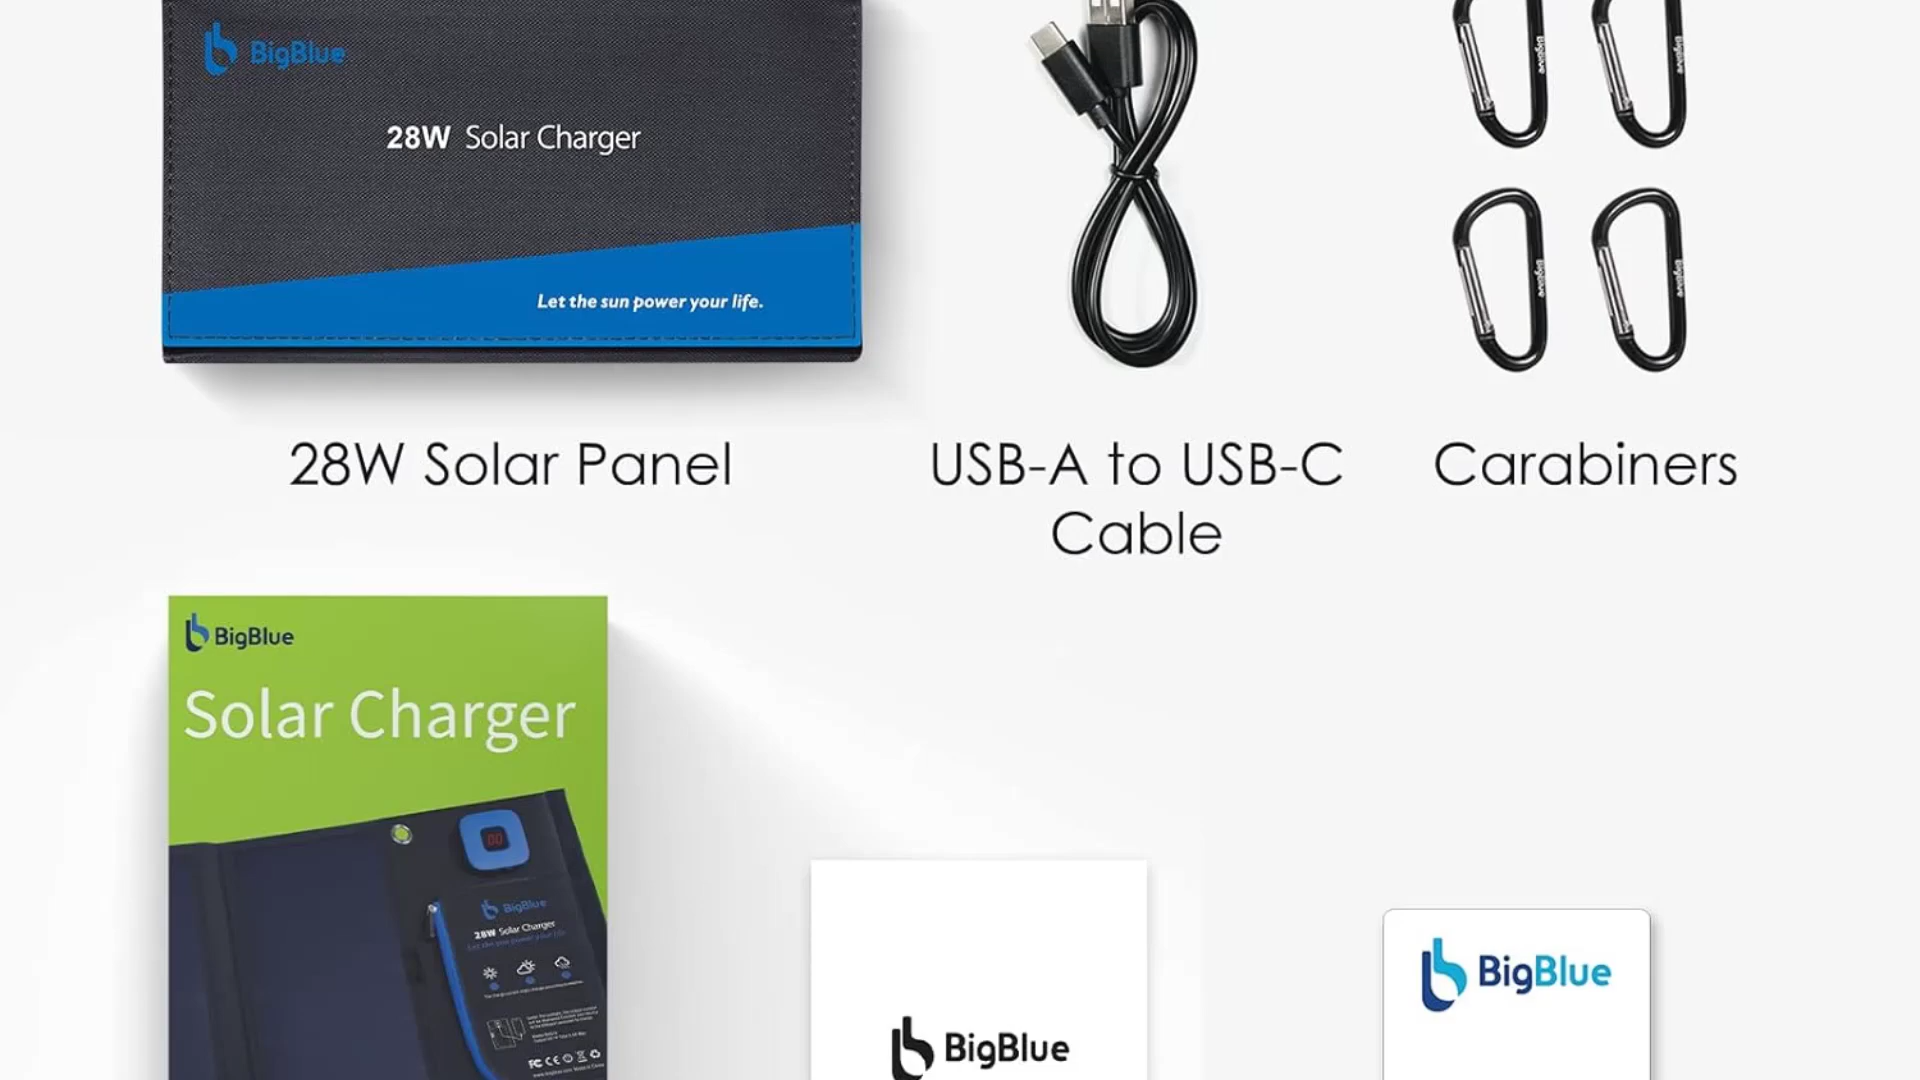 BigBlue
28W Solar Charger
Let the sun power your life.
28W Solar Panel
USB-A to USB-C
Cable
Carabiners
BigBlue
Solar Charger
BigBlue
28W Solar Charger
BigBlue
BigBlue